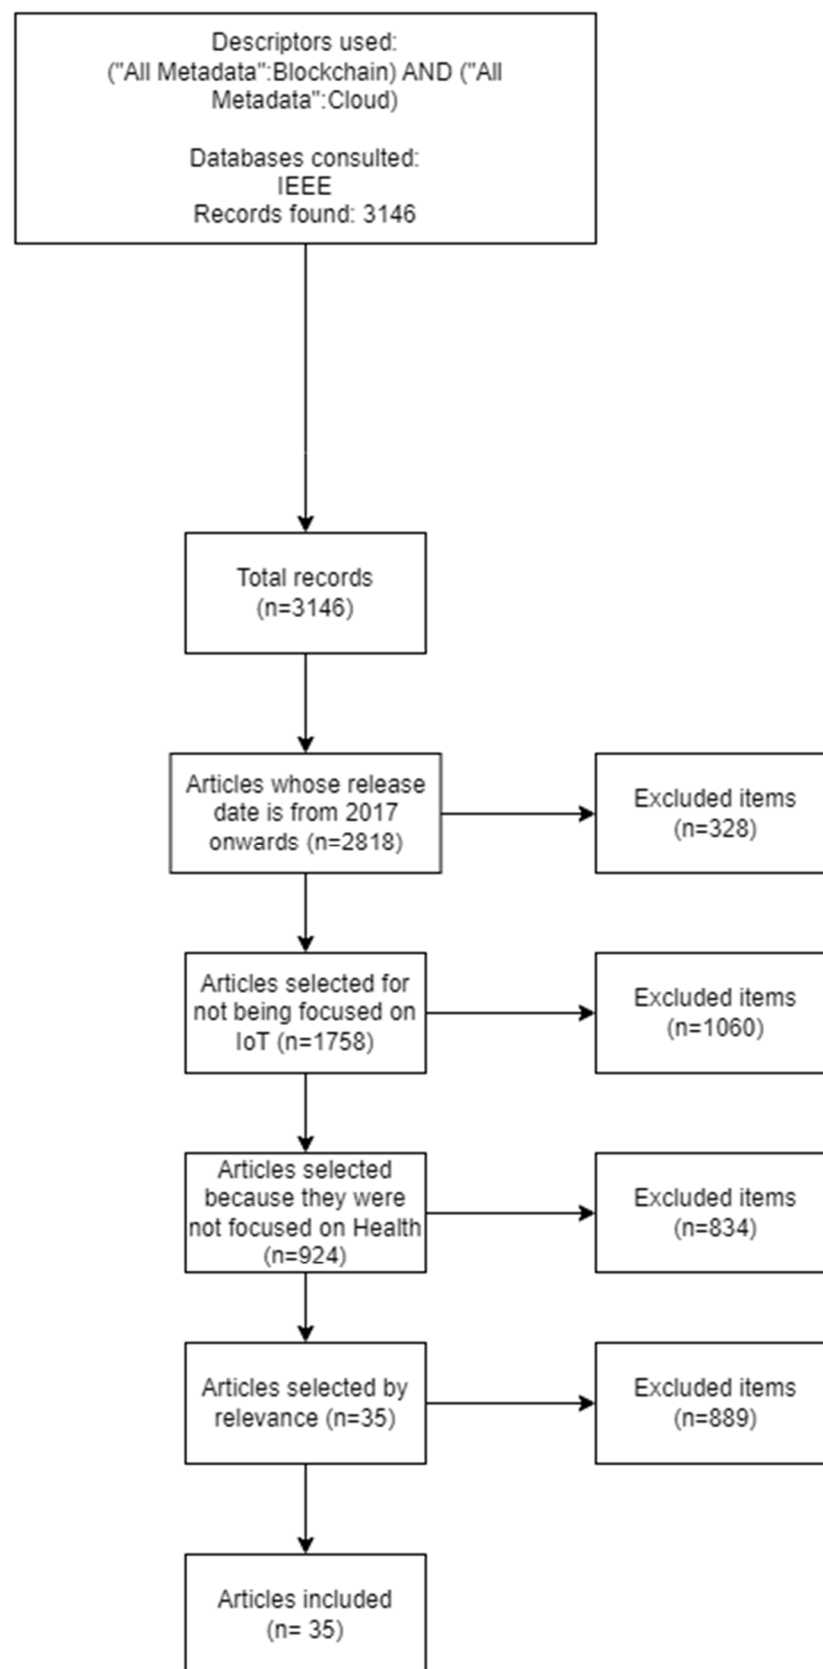 Descriptors used:
("All Metadata":Blockchain) AND ("All
Metadata":Cloud)
Databases consulted:
IEEE
Records found: 3146
Total records
(n=3146)
Articles whose release
date is from 2017
onwards (n=2818)
Excluded items
(n=328)
Articles selected for
not being focused on
IoT (n=1758)
Excluded items
(n=1060)
Articles selected
because they were
not focused on Health
(n=924)
Excluded items
(n=834)
Articles selected by
relevance (n=35)
Excluded items
(n=889)
Articles included
(n= 35)